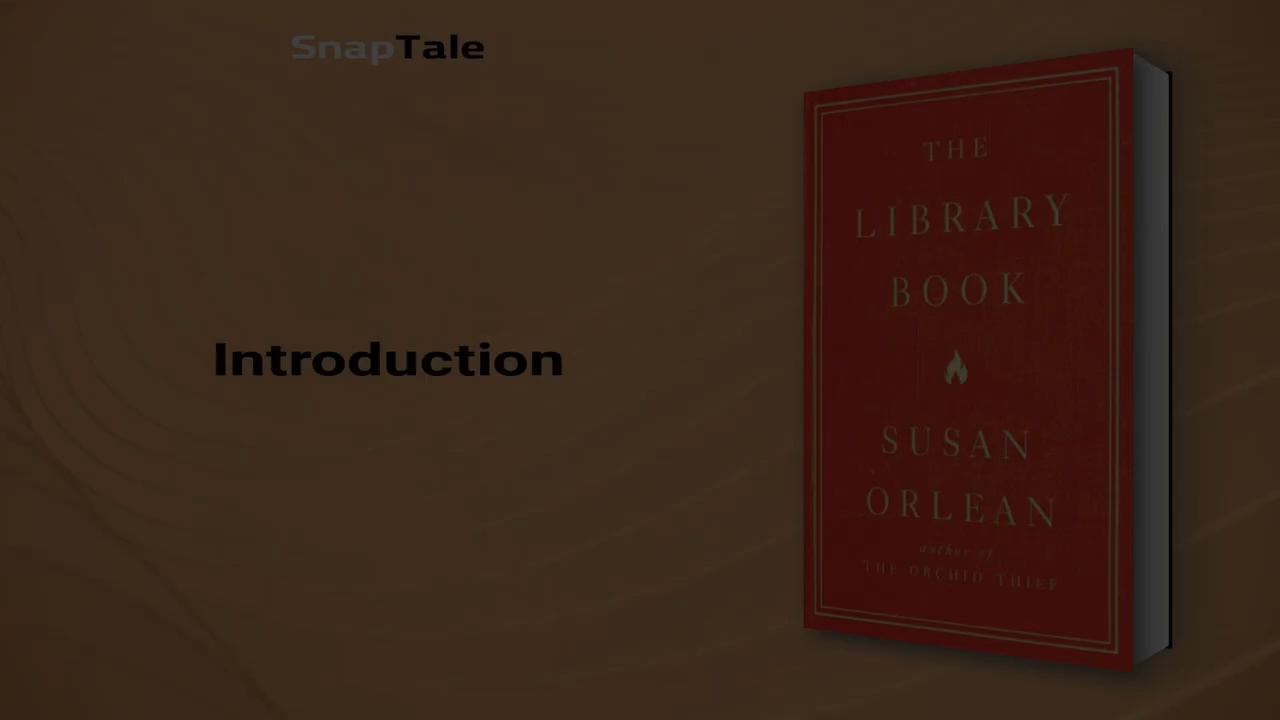 SnapTale
Introduction
THE
LIBRARY
BOOK
SUSAN
ORLEAN
author of
THE ORCHID THIEF